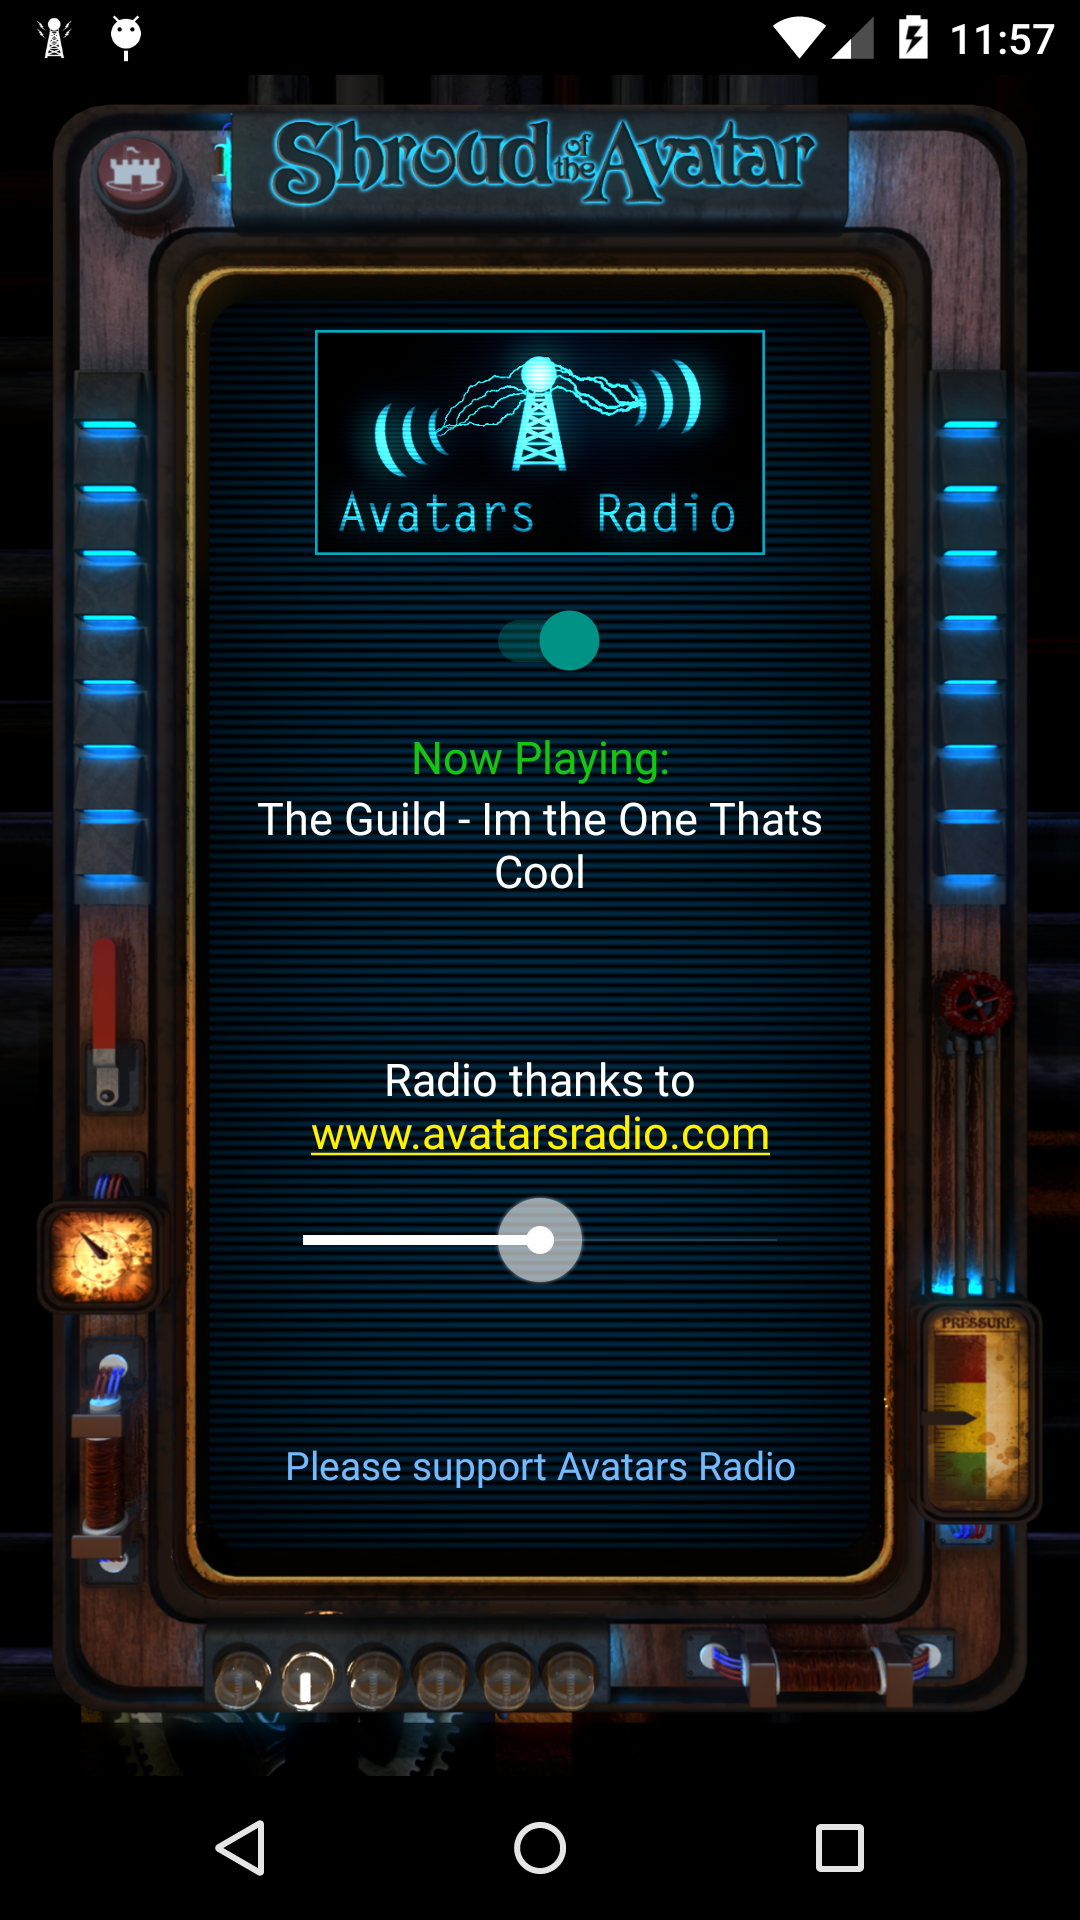 11:57
Shroud of the Avatar
Avatars Radio
Now Playing:
The Guild - Im the One Thats
Cool
Radio thanks to
www.avatarsradio.com
PRESSURE
Please support Avatars Radio